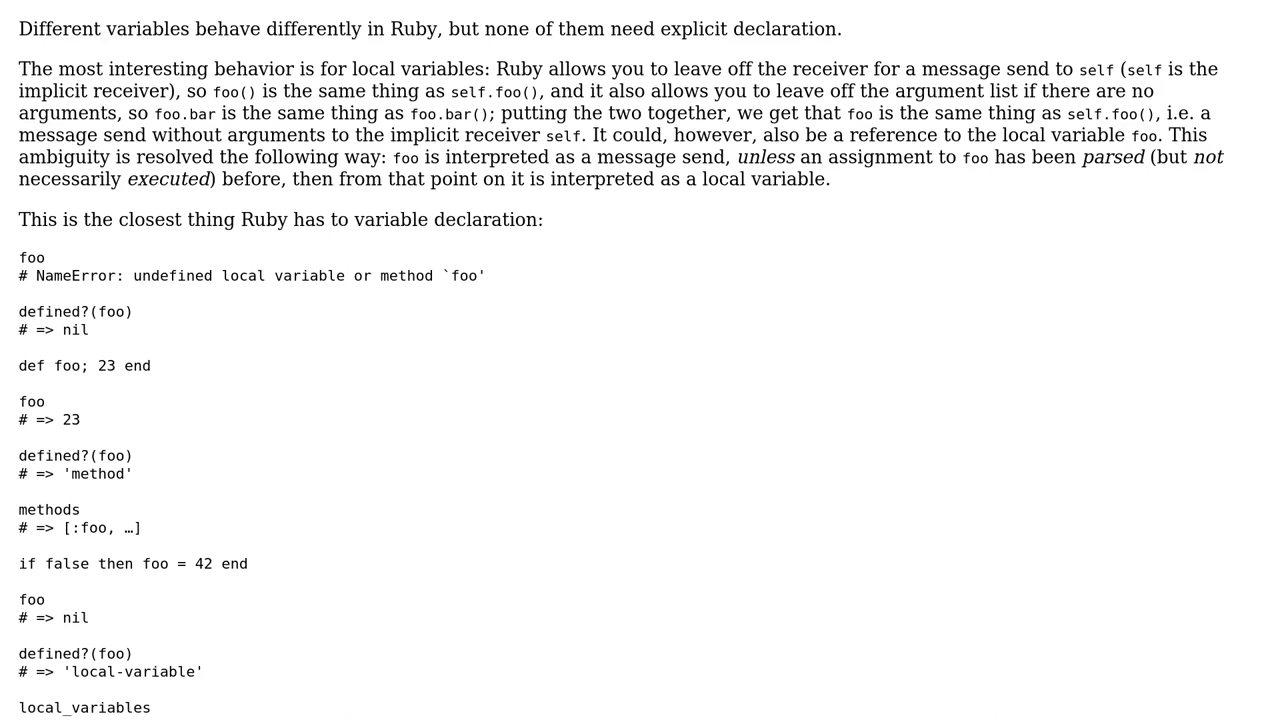 Different variables behave differently in Ruby, but none of them need explicit declaration.
The most interesting behavior is for local variables: Ruby allows you to leave off the receiver for a message send to self (self is the
implicit receiver), so foo() is the same thing as self.foo(), and it also allows you to leave off the argument list if there are no
arguments, so foo.bar is the same thing as foo.bar(); putting the two together, we get that foo is the same thing as self.foo(), i.e. a
message send without arguments to the implicit receiver self. It could, however, also be a reference to the local variable foo. This
ambiguity is resolved the following way: foo is interpreted as a message send, unless an assignment to foo has been parsed (but not
necessarily executed) before, then from that point on it is interpreted as a local variable.
This is the closest thing Ruby has to variable declaration:
foo
# NameError: undefined local variable or method `foo'
defined?(foo)
# => nil
def foo; 23 end
foo
# => 23
defined?(foo)
# => 'method'
methods
# => [:foo, …]
if false then foo = 42 end
foo
# => nil
defined?(foo)
# => 'local-variable'
local_variables